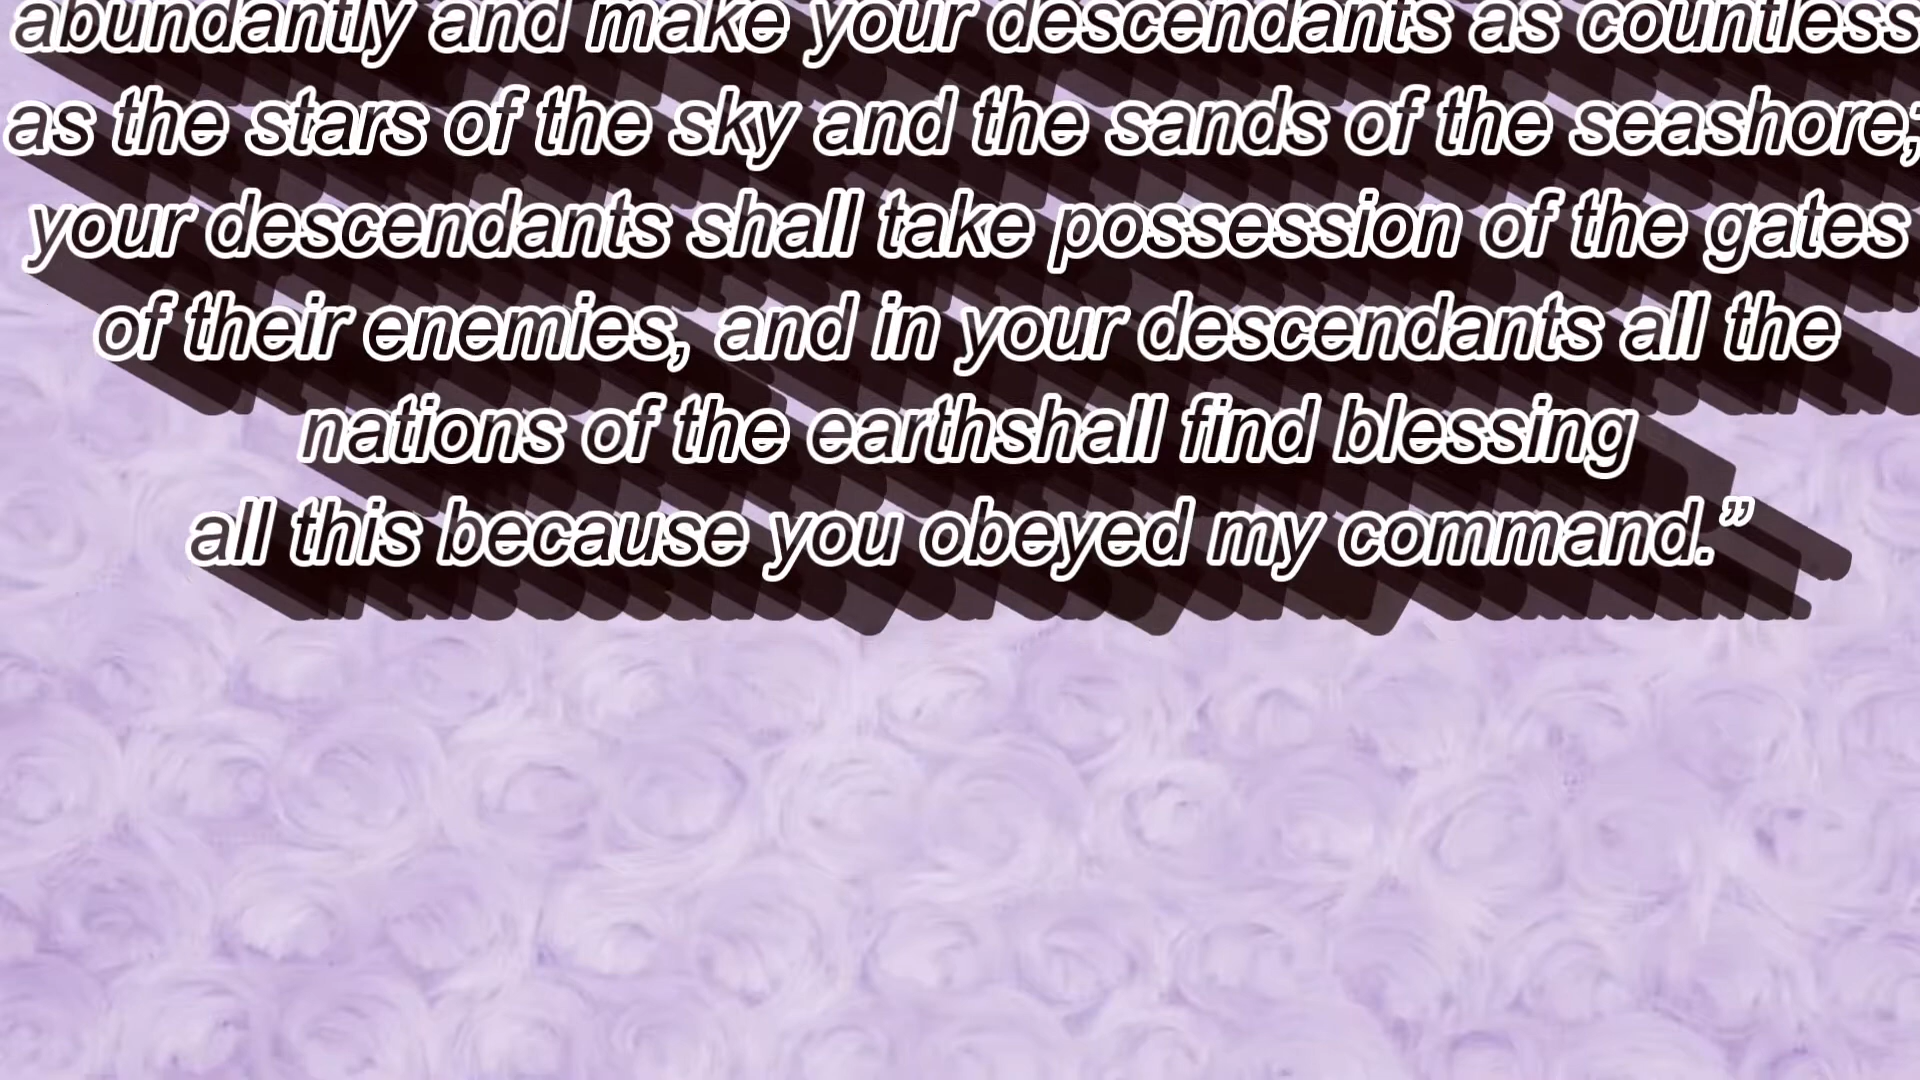 abundantly and make your descendants as countless
as the stars of the sky and the sands of the seashore;
your descendants shall take possession of the gates
of their enemies, and in your descendants all the
nations of the earthshall find blessing
all this because you obeyed my command.”